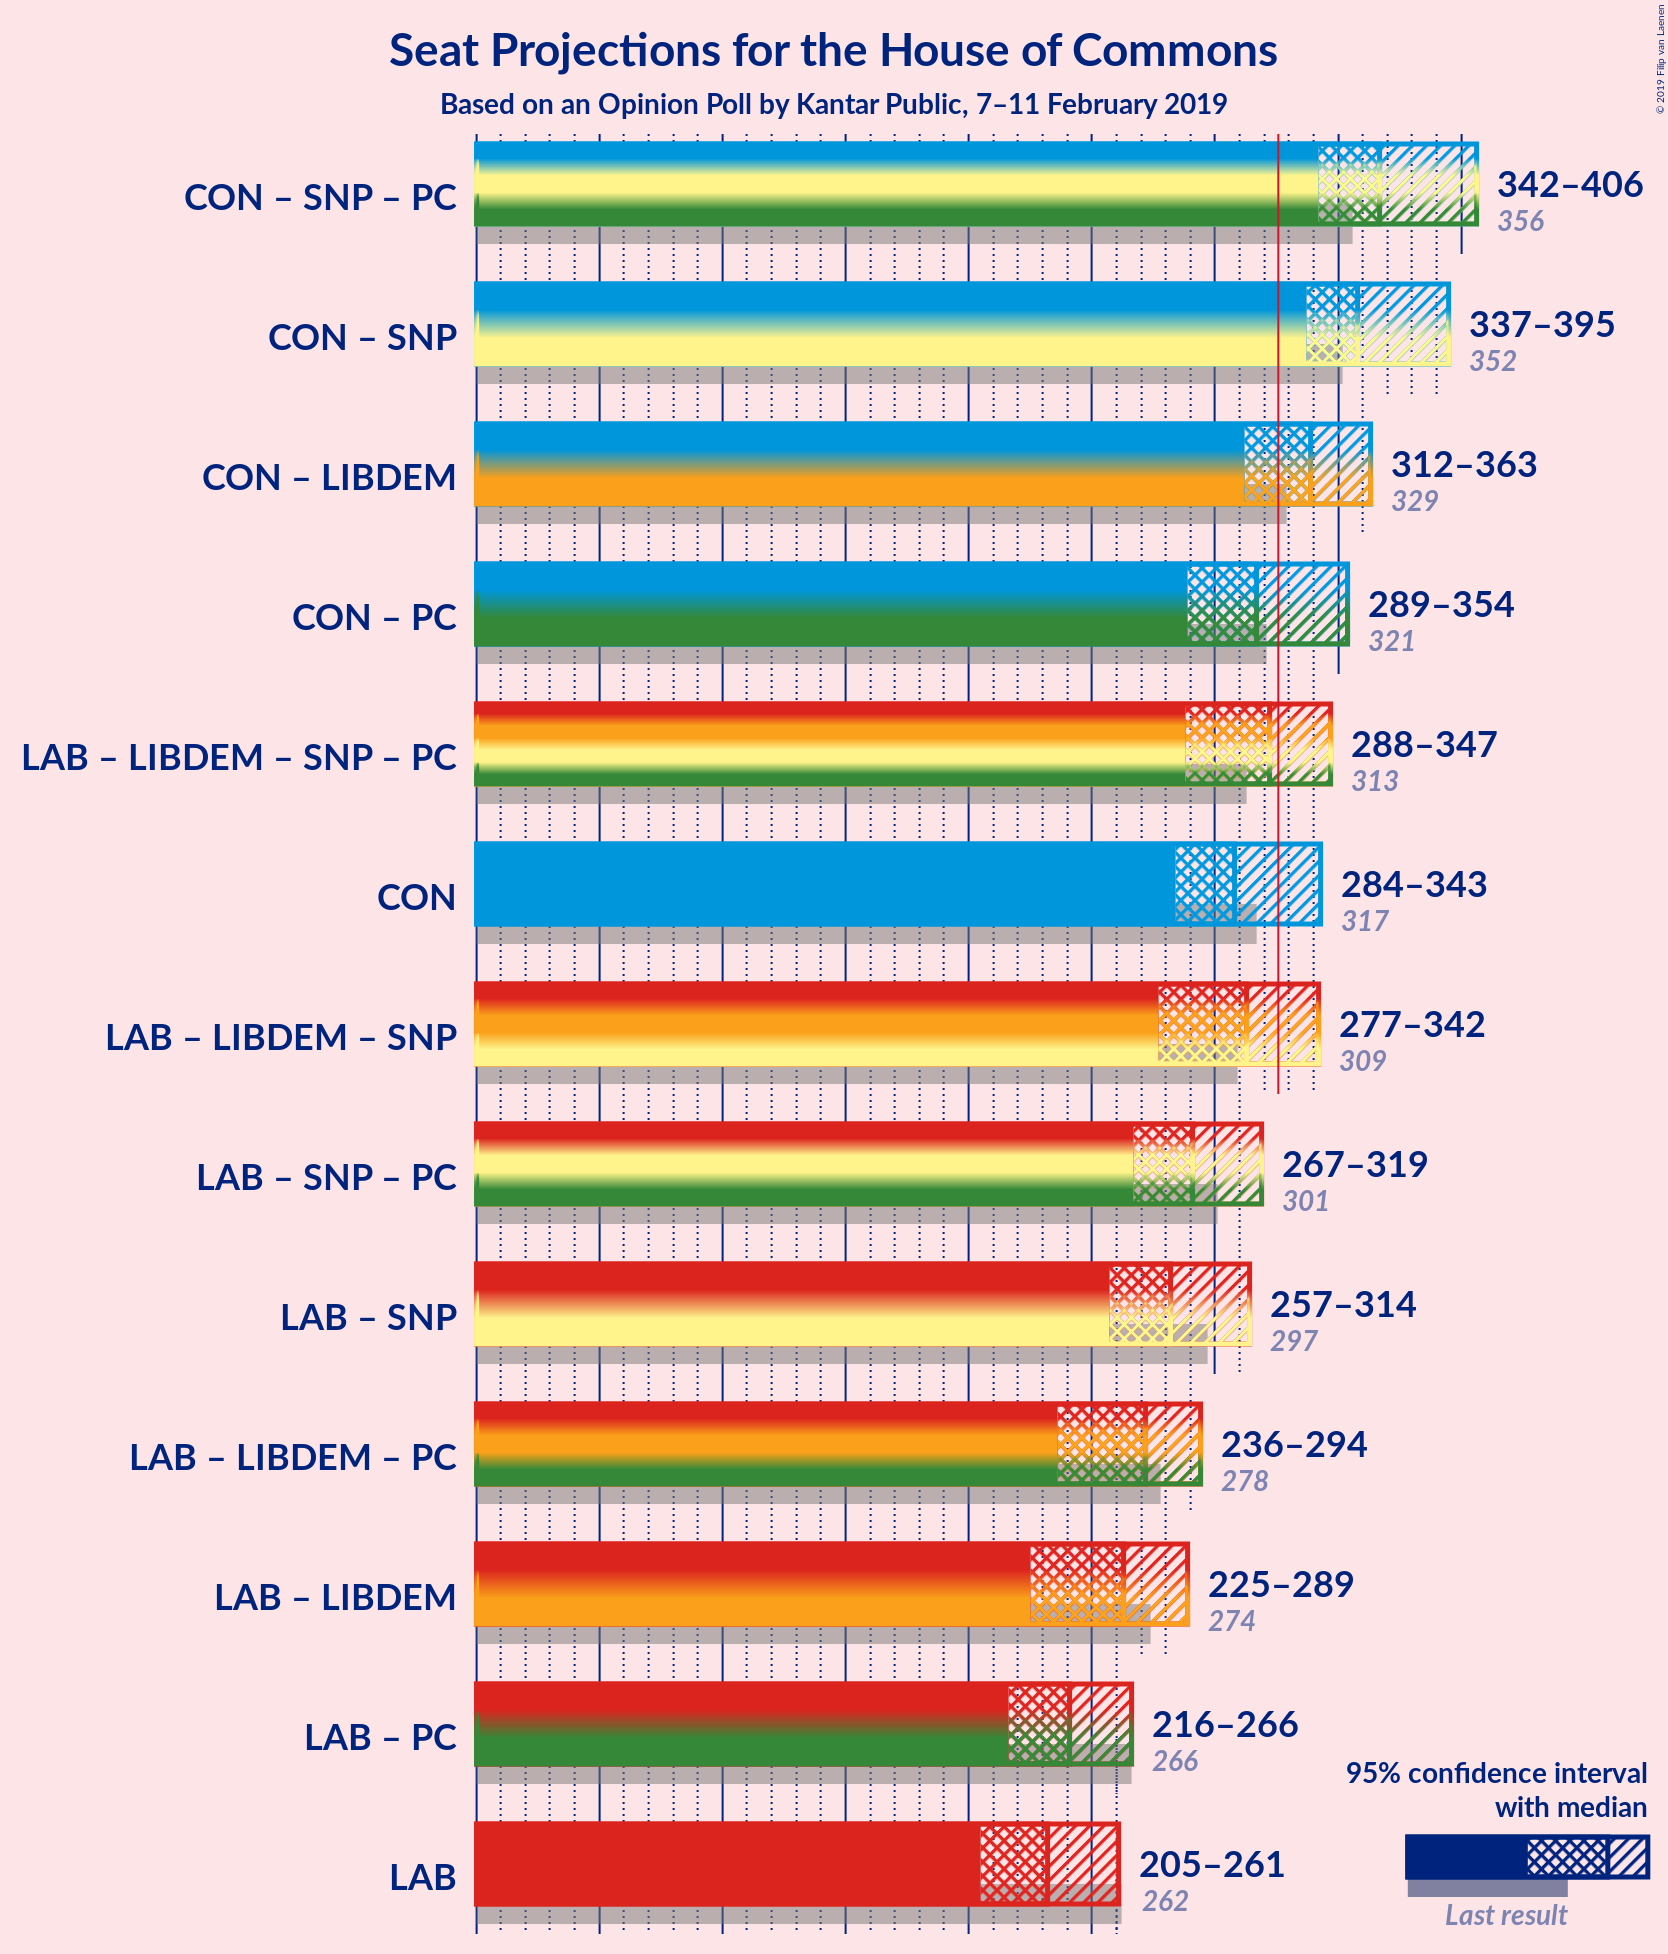 Seat Projections for the House of Commons
Based on an Opinion Poll by Kantar Public, 7–11 February 2019
© 2019 Filip van Laenen
CON – SNP – PC
342–406
356
CON – SNP
337–395
352
CON – LIBDEM
312–363
329
CON – PC
289–354
321
LAB – LIBDEM – SNP – PC
288–347
313
CON
284–343
317
LAB – LIBDEM – SNP
277–342
309
LAB – SNP – PC
267–319
301
LAB – SNP
257–314
297
LAB – LIBDEM – PC
236–294
278
LAB – LIBDEM
225–289
274
LAB – PC
216–266
266
LAB
205–261
262
95% confidence interval
with median
Last result